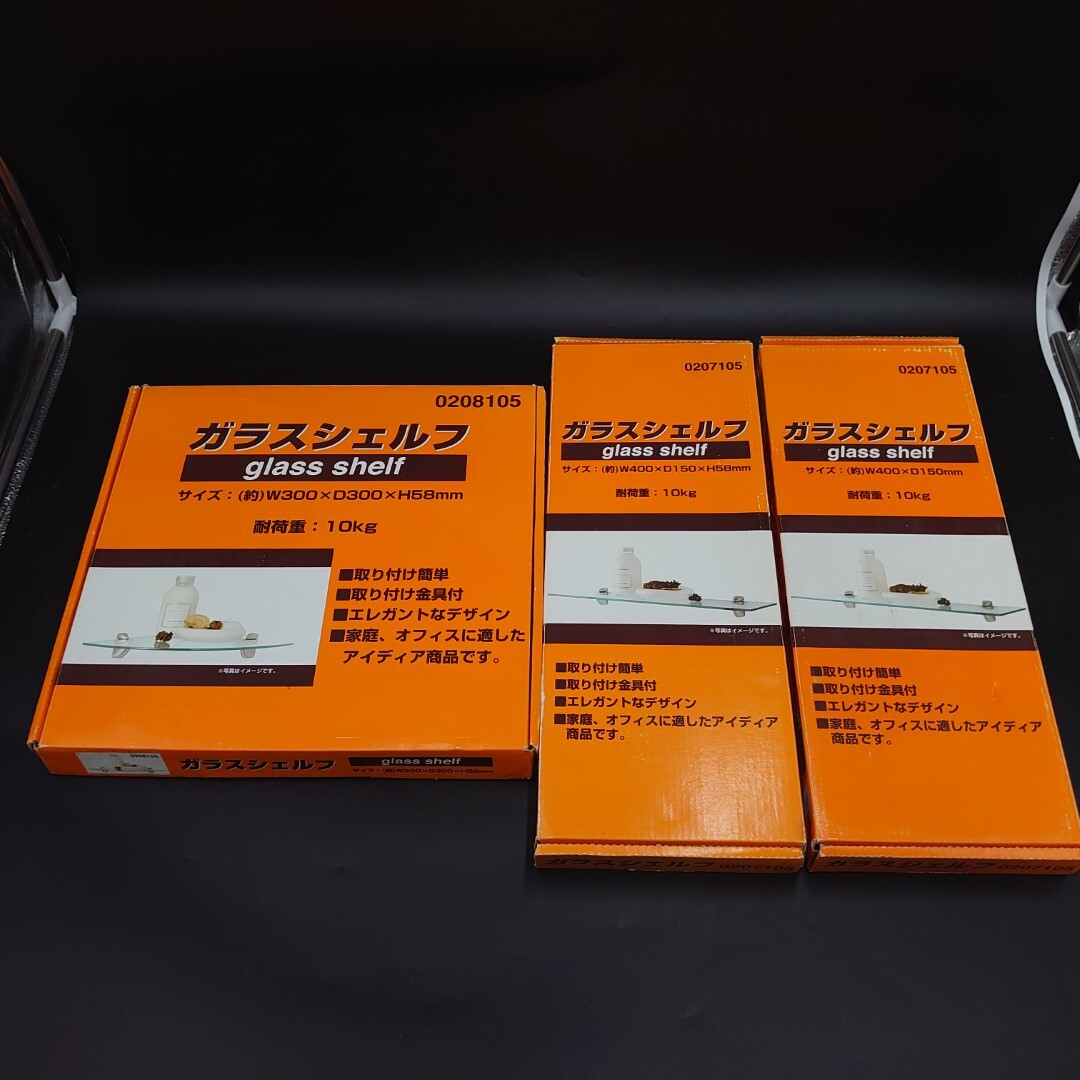 0208105
ガラスシェルフ
glass shelf
サイズ：(約)W300×D300×H58mm
耐荷重：10kg
■取り付け簡単
■取り付け金具付
■エレガントなデザイン
■家庭、オフィスに適した
アイディア商品です。
※写真はイメージです。
0208105
ガラスシェルフ
glass shelf
サイズ：(約)W300×D300×H58mm
0207105
ガラスシェルフ
glass shelf
サイズ：(約)W400×D150×H58mm
耐荷重：10kg
※写真はイメージです。
■取り付け簡単
■取り付け金具付
■エレガントなデザイン
■家庭、オフィスに適したアイディア
商品です。
ガラスシェルフ 0207105
0207105
ガラスシェルフ
glass shelf
サイズ：(約)W400×D150mm
耐荷重：10kg
※写真はイメージです。
■取り付け簡単
■取り付け金具付
■エレガントなデザイン
■家庭、オフィスに適したアイディア
商品です。
ガラスシェルフ 0207105